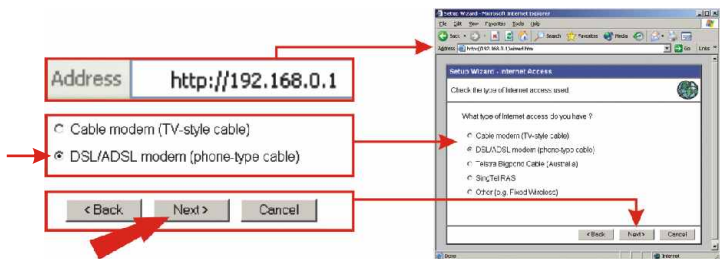 Address http://192.168.0.1
Cable modem (TV-style cable)
DSL/ADSL modem (phone-type cable)
< Back Next > Cancel
Setup Wizard - Microsoft Internet Explorer
File Edit View Favorites Tools Help
Back Search Favorites Media
Address Go Links »
Setup Wizard - Internet Access
Check the type of Internet access used.
What type of Internet access do you have ?
Cable modem (TV-style cable)
DSL/ADSL modem (phone-type cable)
Telstra Bigpond Cable (Australia)
SingTel RAS
Other (e.g. Fixed Wireless)
< Back Next > Cancel
Done Internet